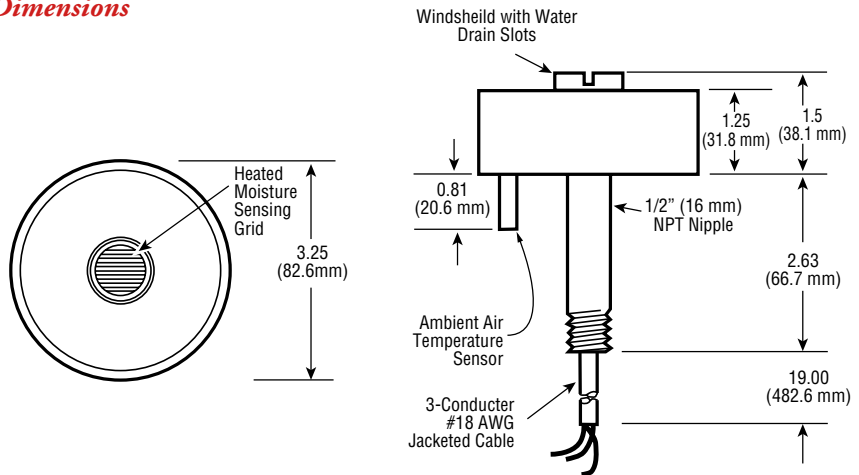 Dimensions
Windsheild with Water
Drain Slots
Heated
Moisture
Sensing
Grid
3.25
(82.6mm)
1.25
(31.8 mm)
1.5
(38.1 mm)
0.81
(20.6 mm)
1/2” (16 mm)
NPT Nipple
2.63
(66.7 mm)
Ambient Air
Temperature
Sensor
19.00
(482.6 mm)
3-Conducter
#18 AWG
Jacketed Cable